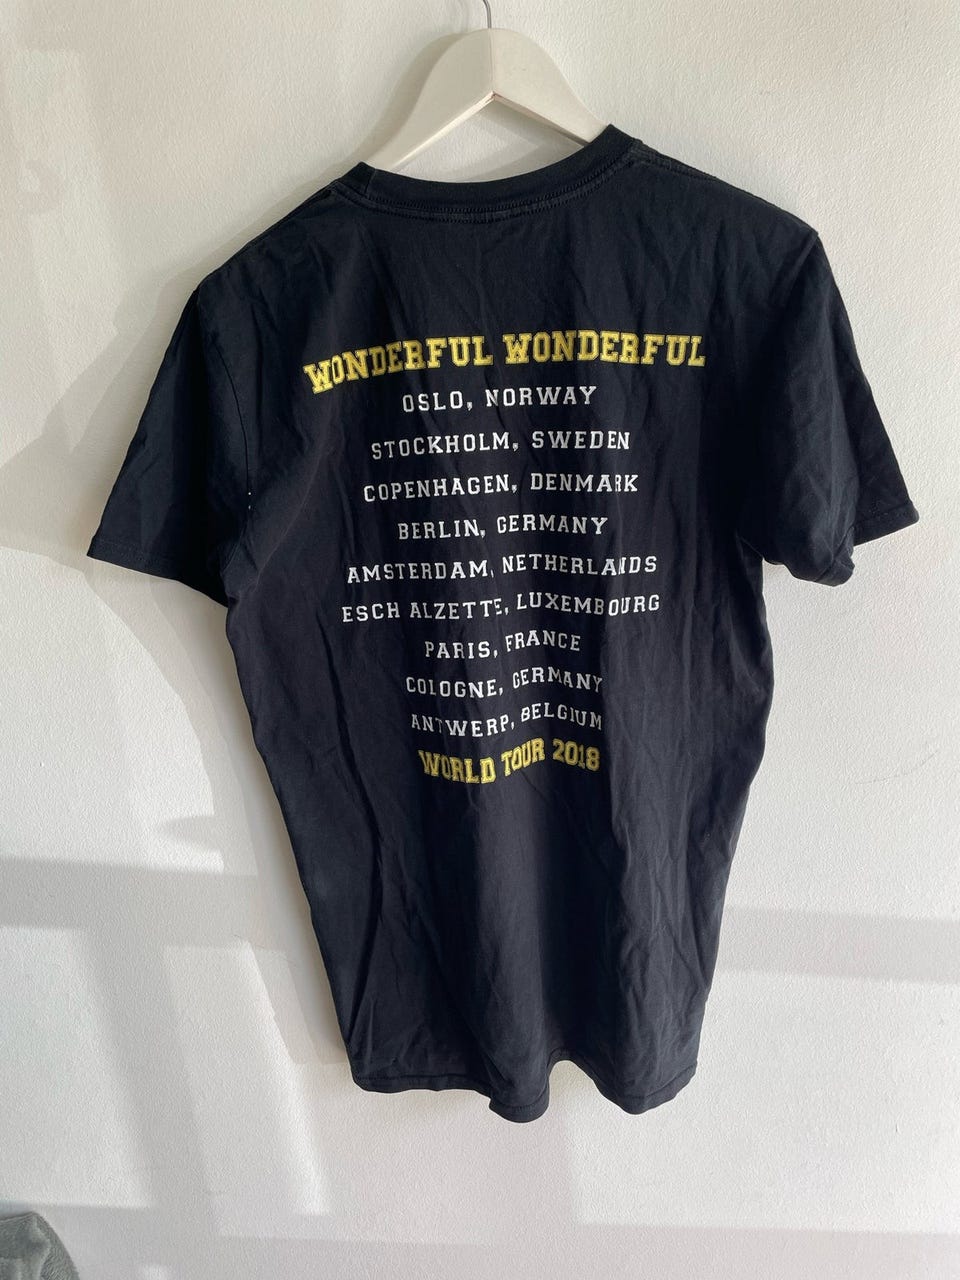 WONDERFUL WONDERFUL
OSLO, NORWAY
STOCKHOLM, SWEDEN
COPENHAGEN, DENMARK
BERLIN, GERMANY
AMSTERDAM, NETHERLANDS
ESCH ALZETTE, LUXEMBOURG
PARIS, FRANCE
COLOGNE, GERMANY
ANTWERP, BELGIUM
WORLD TOUR 2018